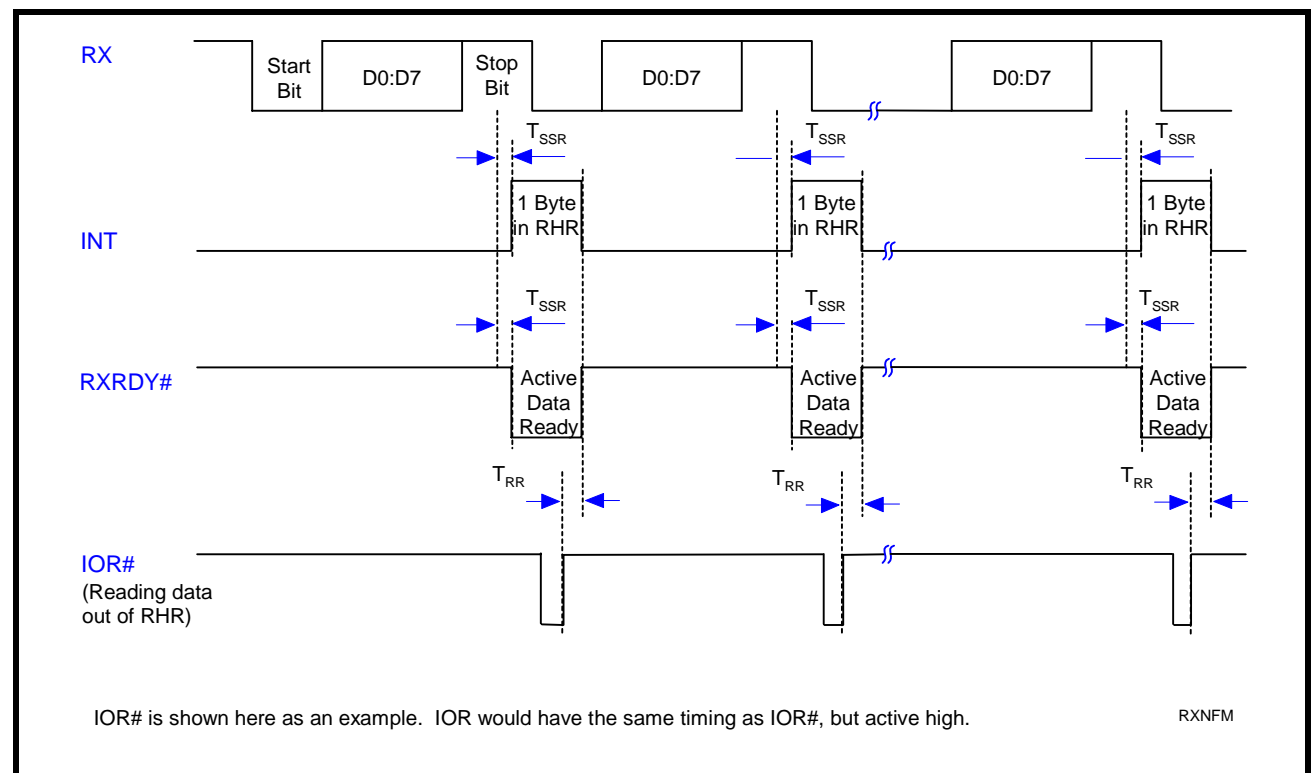 RX
Start
Bit
D0:D7
Stop
Bit
D0:D7
D0:D7
TSSR
TSSR
TSSR
INT
1 Byte
in RHR
1 Byte
in RHR
1 Byte
in RHR
TSSR
TSSR
TSSR
RXRDY#
Active
Data
Ready
Active
Data
Ready
Active
Data
Ready
TRR
TRR
TRR
IOR#
(Reading data
out of RHR)
IOR# is shown here as an example. IOR would have the same timing as IOR#, but active high.
RXNFM